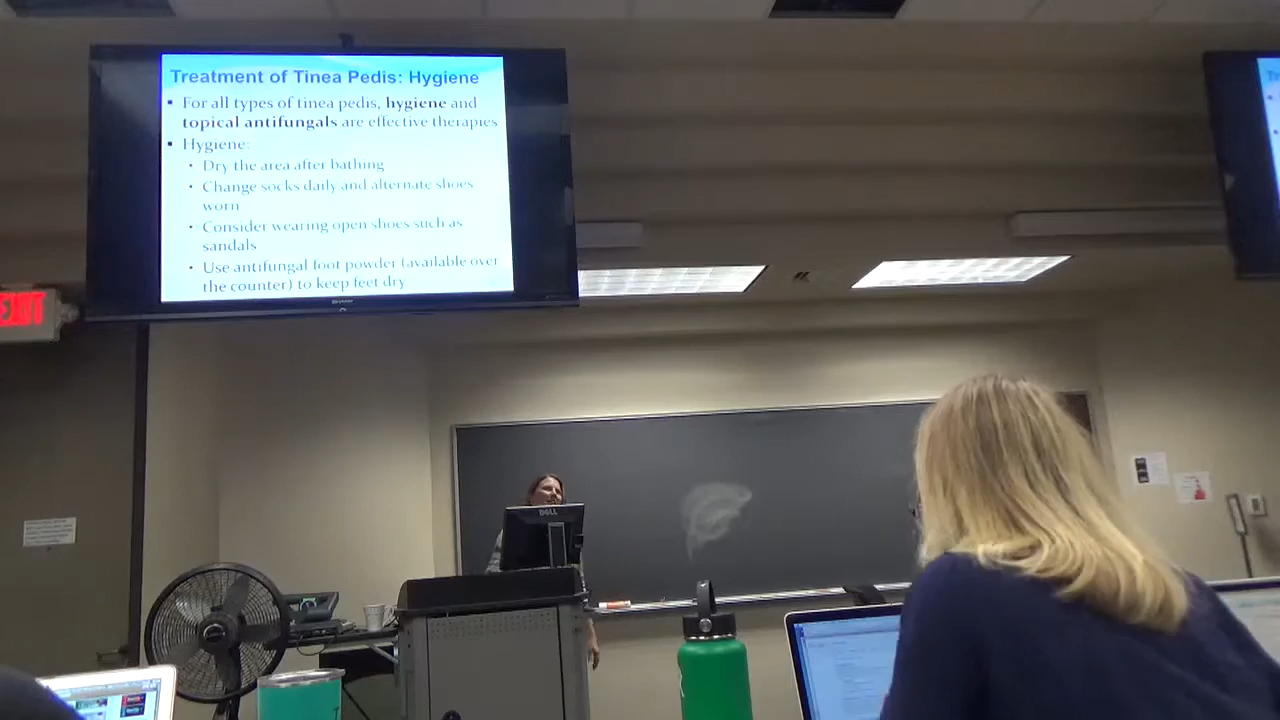 Treatment of Tinea Pedis: Hygiene
▪ For all types of tinea pedis, hygiene and
topical antifungals are effective therapies
▪ Hygiene:
• Dry the area after bathing
• Change socks daily and alternate shoes
worn
• Consider wearing open shoes such as
sandals
• Use antifungal foot powder (available over
the counter) to keep feet dry
SHARP
EXIT
DELL